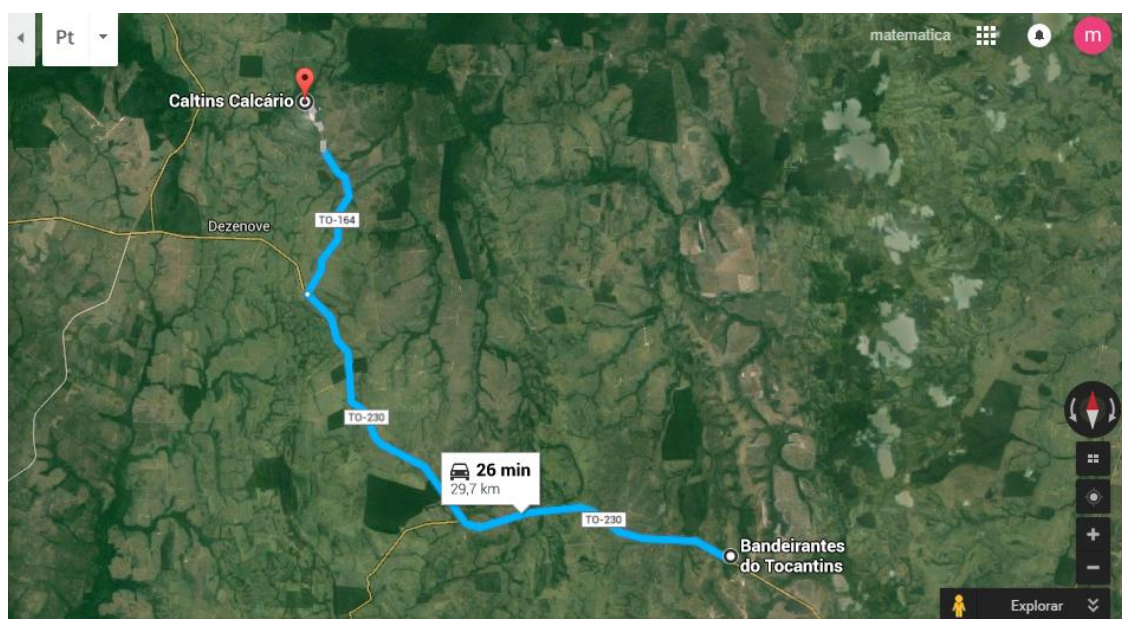 Pt
matematica
m
Caltins Calcário
TO-164
Dezenove
TO-230
26 min
29,7 km
TO-230
Bandeirantes
do Tocantins
Explorar